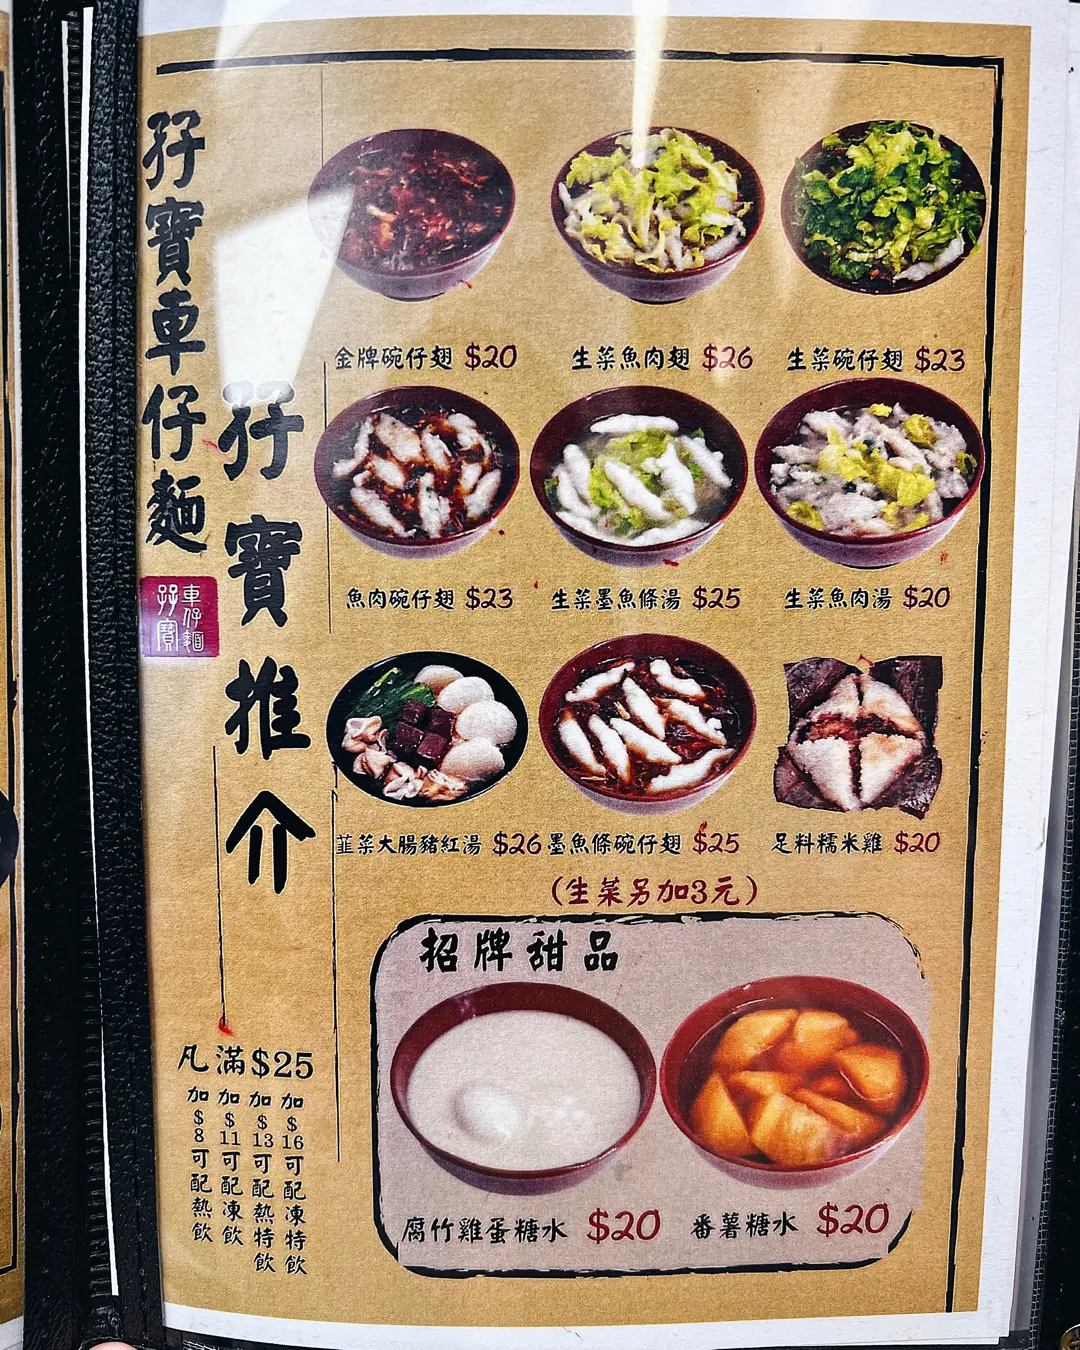 孖寶車仔麵
孖寶
車仔麵
孖寶推介
金牌碗仔翅 $20
生菜魚肉翅 $26
生菜碗仔翅 $23
魚肉碗仔翅 $23
生菜墨魚條湯 $25
生菜魚肉湯 $20
韮菜大腸豬紅湯 $26
墨魚條碗仔翅 $25
足料糯米雞 $20
(生菜另加3元)
招牌甜品
腐竹雞蛋糖水 $20
番薯糖水 $20
凡滿$25
加$8可配熱飲
加$11可配凍飲
加$13可配熱特飲
加$16可配凍特飲